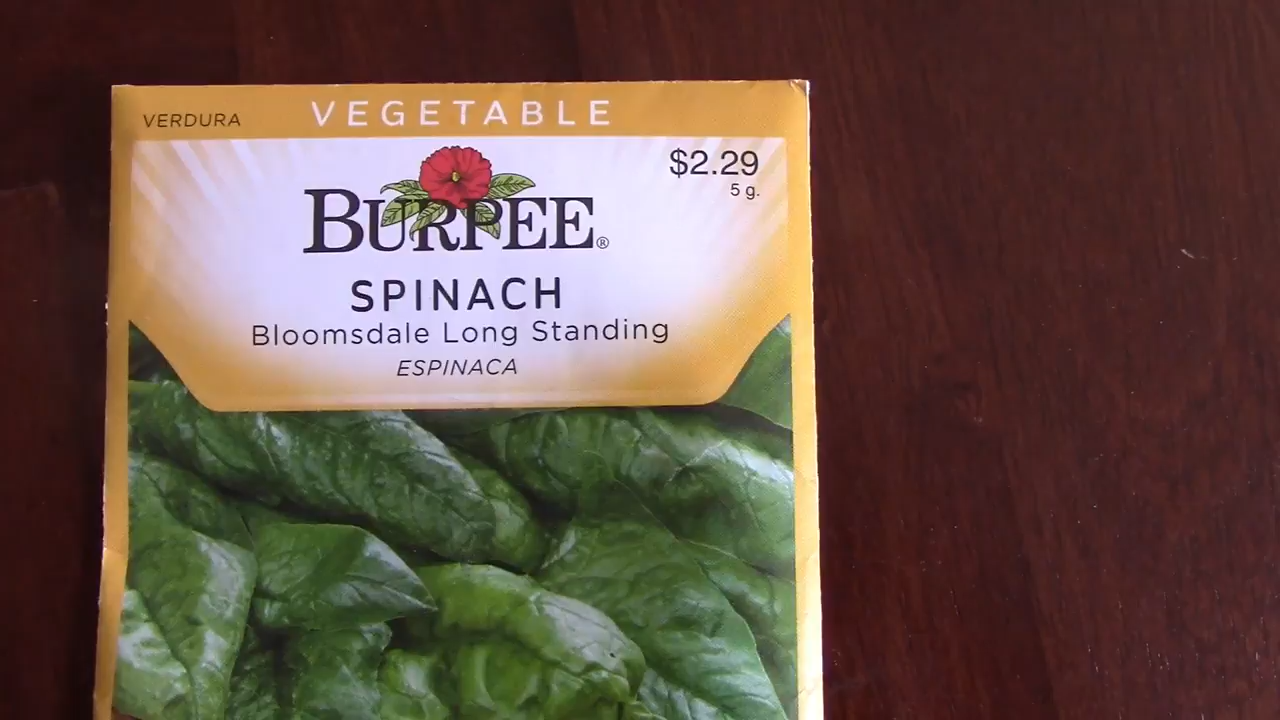 VERDURA VEGETABLE
$2.29
5 g.
BURPEE®
SPINACH
Bloomsdale Long Standing
ESPINACA